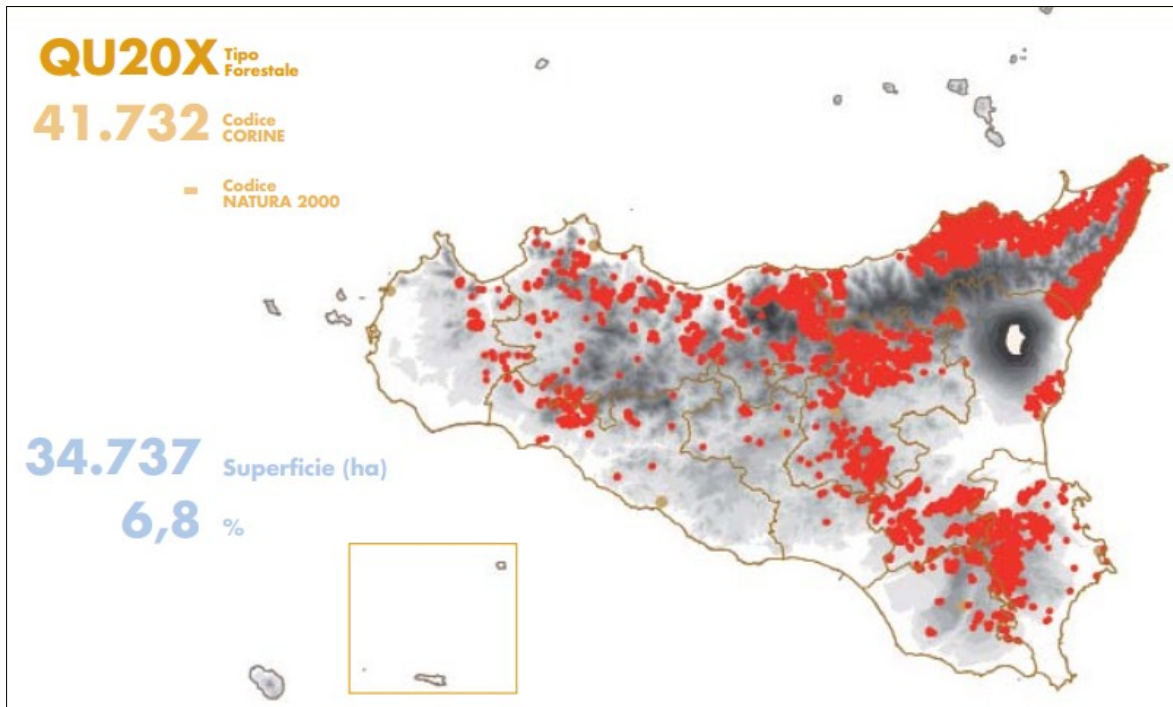 QU20X Tipo
Forestale
41.732 Codice
CORINE
- Codice
NATURA 2000
34.737 Superficie (ha)
6,8 %